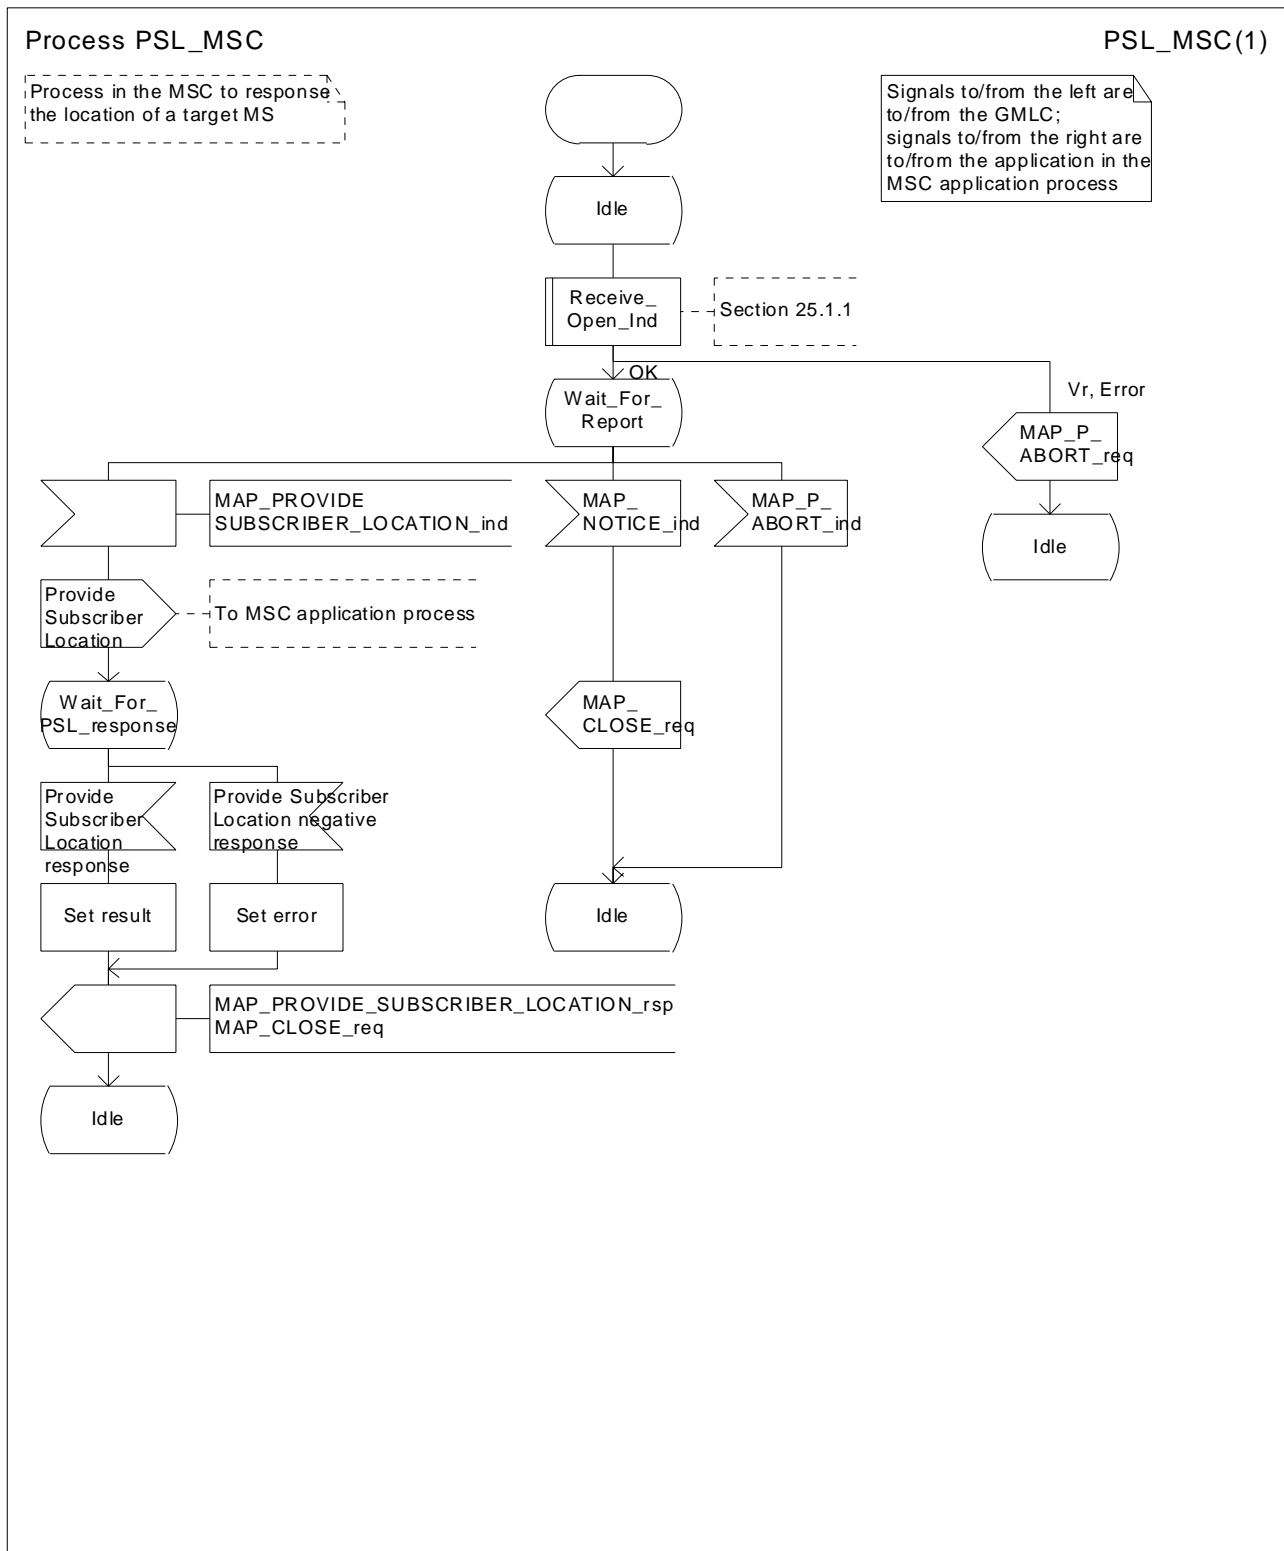 Process PSL_MSC
PSL_MSC(1)
Process in the MSC to response
the location of a target MS
Signals to/from the left are
to/from the GMLC;
signals to/from the right are
to/from the application in the
MSC application process
Idle
Receive_
Open_Ind
Section 25.1.1
OK
Vr, Error
Wait_For_
Report
MAP_P_
ABORT_req
Idle
MAP_PROVIDE
SUBSCRIBER_LOCATION_ind
MAP_
NOTICE_ind
MAP_P_
ABORT_ind
Provide
Subscriber
Location
To MSC application process
Wait_For_
PSL_response
MAP_
CLOSE_req
Provide
Subscriber
Location
response
Provide Subscriber
Location negative
response
Set result
Set error
Idle
MAP_PROVIDE_SUBSCRIBER_LOCATION_rsp
MAP_CLOSE_req
Idle